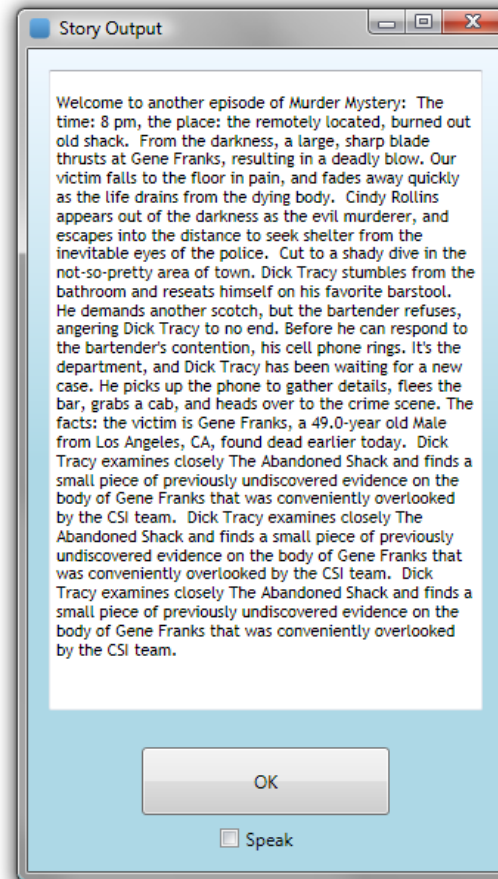 Story Output
Welcome to another episode of Murder Mystery:  The
time: 8 pm, the place: the remotely located, burned out
old shack.  From the darkness, a large, sharp blade
thrusts at Gene Franks, resulting in a deadly blow. Our
victim falls to the floor in pain, and fades away quickly
as the life drains from the dying body.  Cindy Rollins
appears out of the darkness as the evil murderer, and
escapes into the distance to seek shelter from the
inevitable eyes of the police.  Cut to a shady dive in the
not-so-pretty area of town. Dick Tracy stumbles from the
bathroom and reseats himself on his favorite barstool.
He demands another scotch, but the bartender refuses,
angering Dick Tracy to no end. Before he can respond to
the bartender's contention, his cell phone rings. It's the
department, and Dick Tracy has been waiting for a new
case. He picks up the phone to gather details, flees the
bar, grabs a cab, and heads over to the crime scene. The
facts: the victim is Gene Franks, a 49.0-year old Male
from Los Angeles, CA, found dead earlier today.  Dick
Tracy examines closely The Abandoned Shack and finds a
small piece of previously undiscovered evidence on the
body of Gene Franks that was conveniently overlooked
by the CSI team.  Dick Tracy examines closely The
Abandoned Shack and finds a small piece of previously
undiscovered evidence on the body of Gene Franks that
was conveniently overlooked by the CSI team.  Dick
Tracy examines closely The Abandoned Shack and finds a
small piece of previously undiscovered evidence on the
body of Gene Franks that was conveniently overlooked
by the CSI team.
OK
Speak